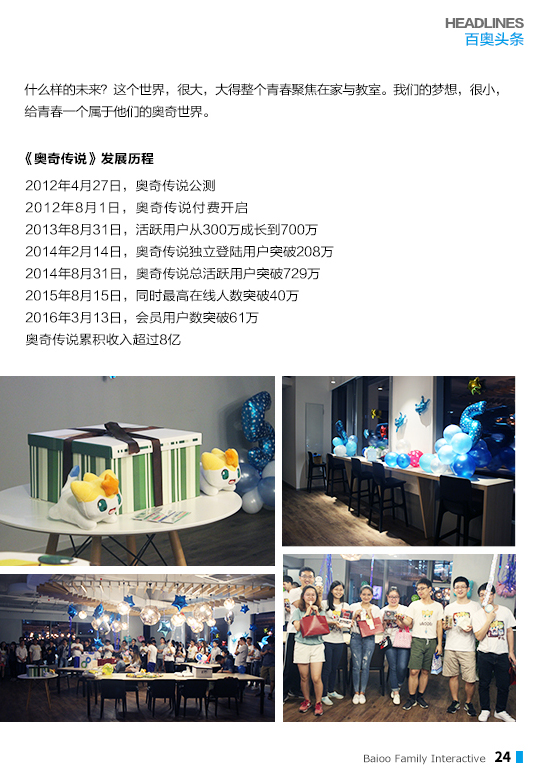 HEADLINES
百奥头条
什么样的未来？这个世界，很大，大得整个青春聚焦在家与教室。我们的梦想，很小，
给青春一个属于他们的奥奇世界。
《奥奇传说》发展历程
2012年4月27日，奥奇传说公测
2012年8月1日，奥奇传说付费开启
2013年8月31日，活跃用户从300万成长到700万
2014年2月14日，奥奇传说独立登陆用户突破208万
2014年8月31日，奥奇传说总活跃用户突破729万
2015年8月15日，同时最高在线人数突破40万
2016年3月13日，会员用户数突破61万
奥奇传说累积收入超过8亿
Baioo Family Interactive 24